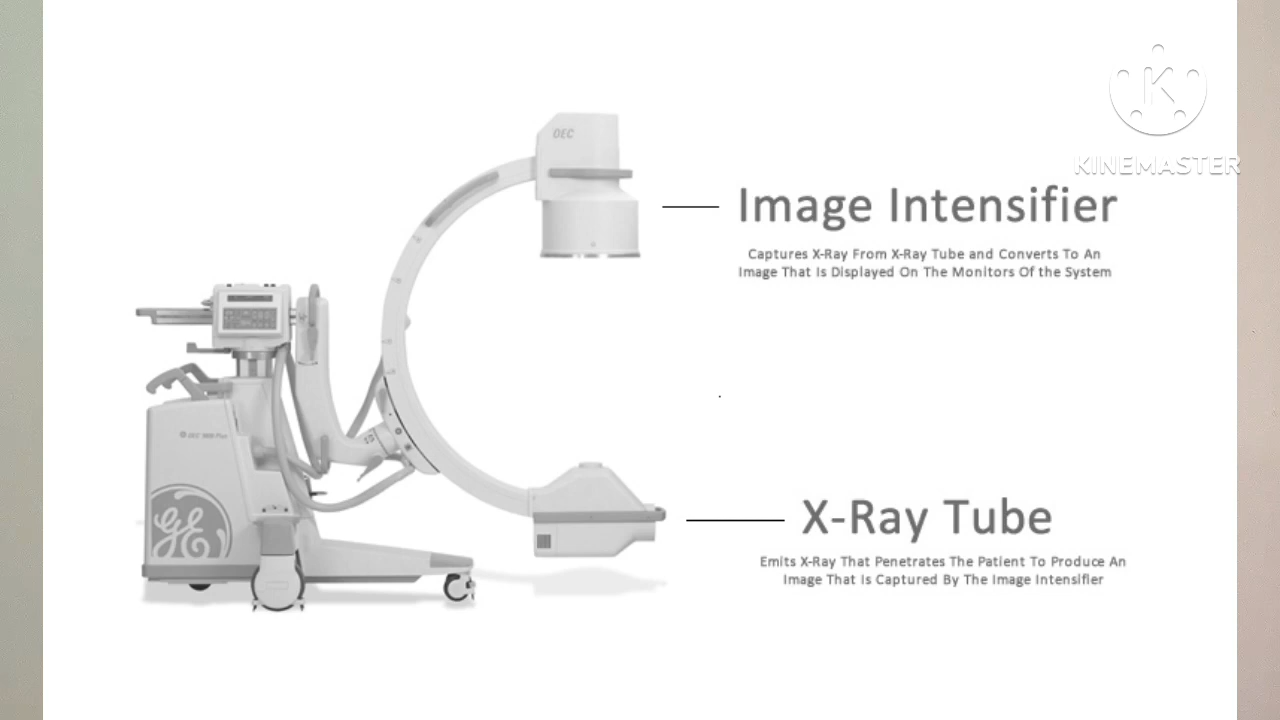 KINEMASTER
OEC
Image Intensifier
Captures X-Ray From X-Ray Tube and Converts To An
Image That Is Displayed On The Monitors Of the System
GE
X-Ray Tube
Emits X-Ray That Penetrates The Patient To Produce An
Image That Is Captured By The Image Intensifier